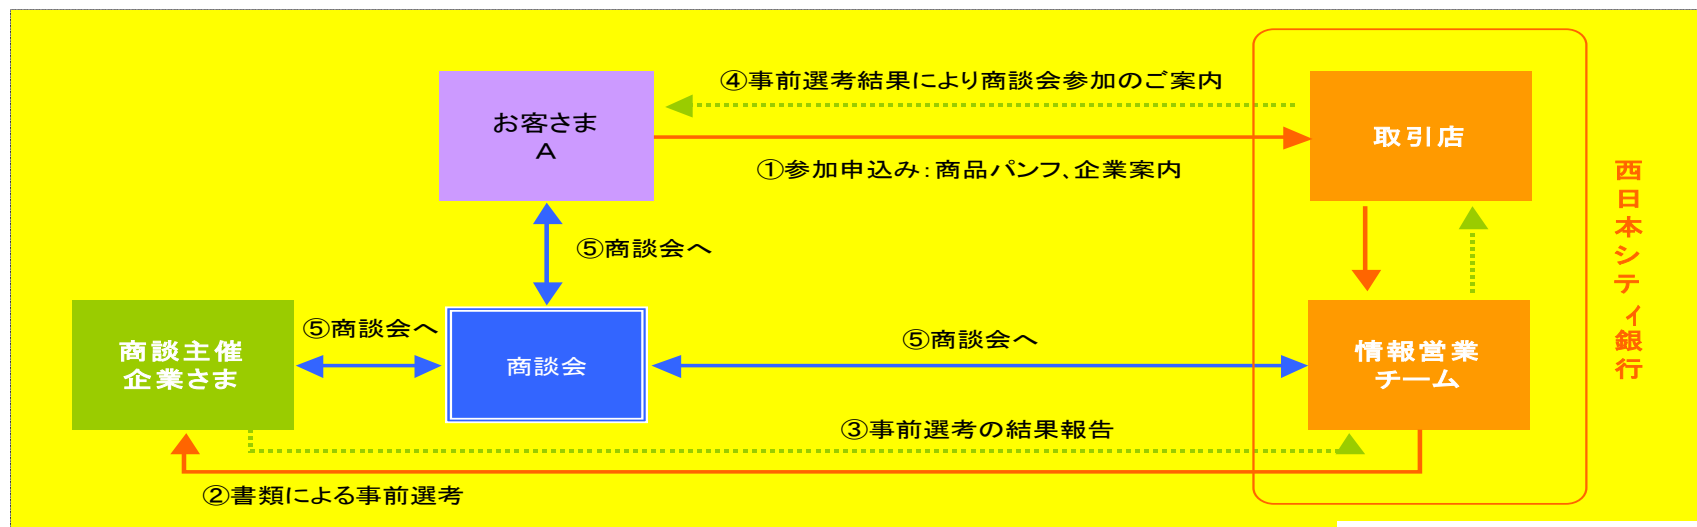 ④事前選考結果により商談会参加のご案内
お客さま
A
取引店
①参加申込み：商品パンフ、企業案内
西日本シティ銀行
⑤商談会へ
商談主催
企業さま
⑤商談会へ
商談会
⑤商談会へ
情報営業
チーム
③事前選考の結果報告
②書類による事前選考